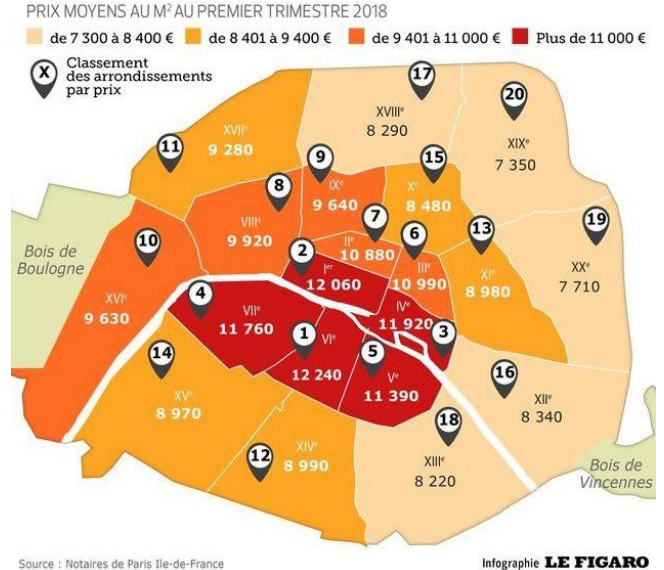 PRIX MOYENS AU M² AU PREMIER TRIMESTRE 2018
de 7 300 à 8 400 €
de 8 401 à 9 400 €
de 9 401 à 11 000 €
Plus de 11 000 €
X
Classement
des arrondissements
par prix
17
XVIIIe
8 290
20
XIXe
7 350
11
XVIIe
9 280
9
IXe
9 640
15
Xe
8 480
8
VIIIe
9 920
7
IIe
10 880
6
IIIe
10 990
13
XIe
8 980
19
XXe
7 710
Bois de
Boulogne
10
XVIe
9 630
2
Ier
12 060
4
VIIe
11 760
IVe
11 920
3
1
VIe
12 240
5
Ve
11 390
14
XVe
8 970
16
XIIe
8 340
12
XIVe
8 990
18
XIIIe
8 220
Bois de
Vincennes
Source : Notaires de Paris Ile-de-France
Infographie LE FIGARO